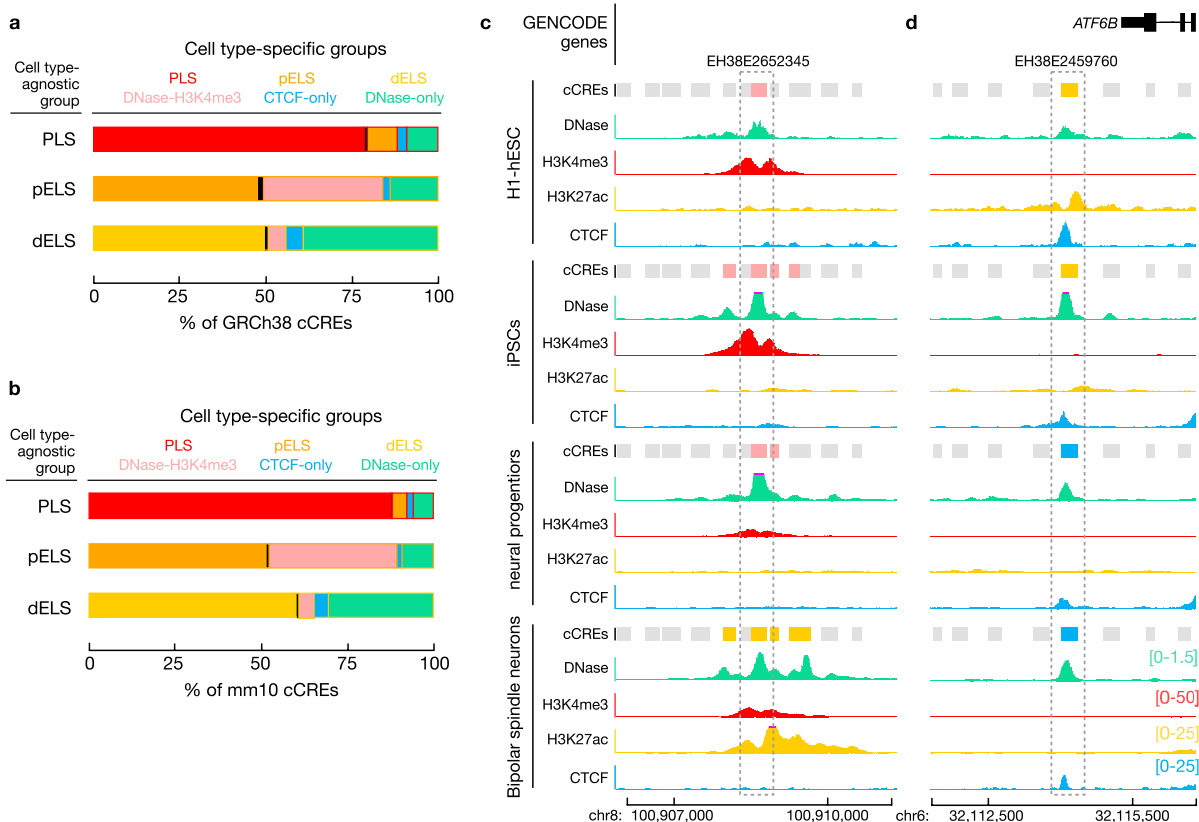 a
Cell type-specific groups
Cell type-
agnostic
group
PLS pELS dELS
DNase-H3K4me3 CTCF-only DNase-only
PLS
pELS
dELS
0 25 50 75 100
% of GRCh38 cCREs
b
Cell type-specific groups
Cell type-
agnostic
group
PLS pELS dELS
DNase-H3K4me3 CTCF-only DNase-only
PLS
pELS
dELS
0 25 50 75 100
% of mm10 cCREs
c
GENCODE
genes
EH38E2652345
H1-hESC
cCREs
DNase
H3K4me3
H3K27ac
CTCF
iPSCs
cCREs
DNase
H3K4me3
H3K27ac
CTCF
neural progentiors
cCREs
DNase
H3K4me3
H3K27ac
CTCF
Bipolar spindle neurons
cCREs
DNase
H3K4me3
H3K27ac
CTCF
chr8: 100,907,000 100,910,000
d
ATF6B
EH38E2459760
[0-1.5]
[0-50]
[0-25]
[0-25]
chr6: 32,112,500 32,115,500